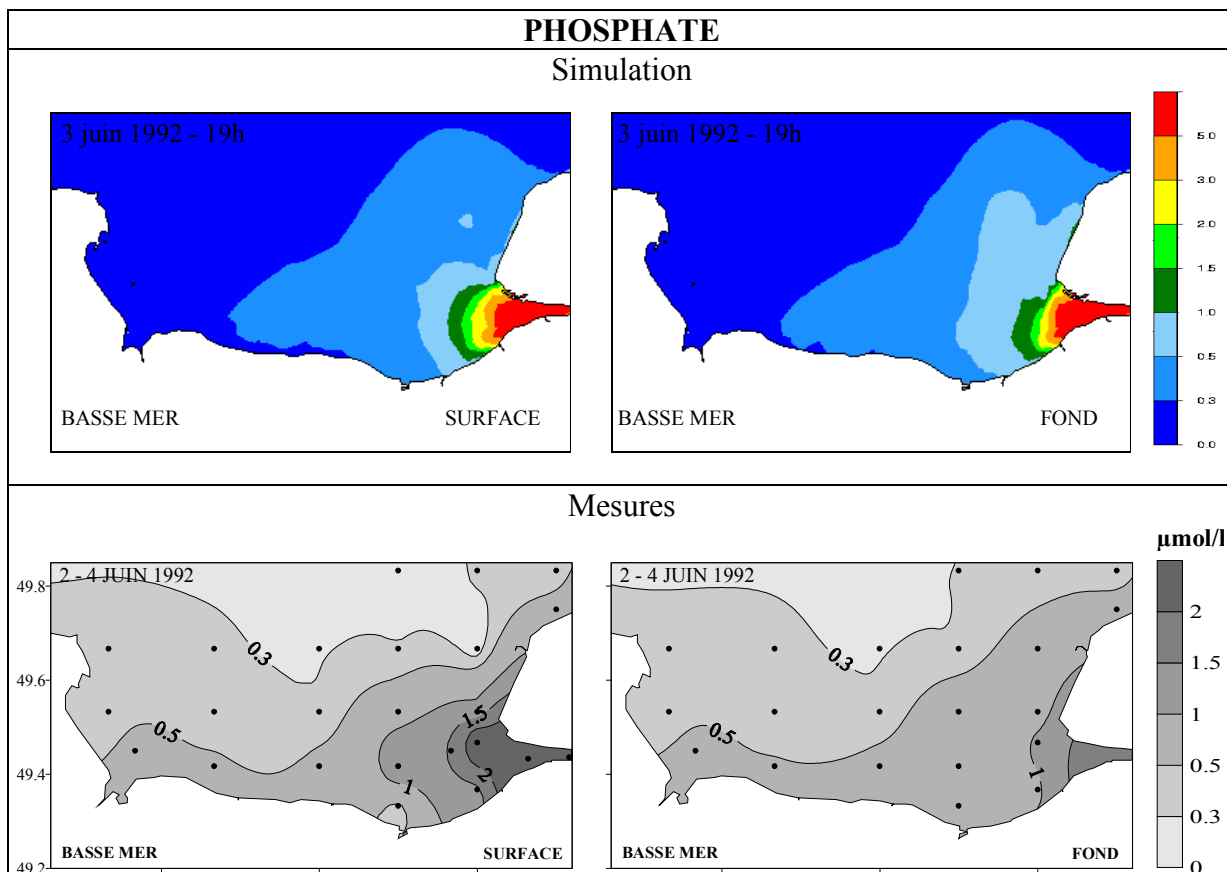 PHOSPHATE
Simulation
3 juin 1992 - 19h
BASSE MER
SURFACE
3 juin 1992 - 19h
BASSE MER
FOND
5.0
3.0
2.0
1.5
1.0
0.5
0.3
0.0
Mesures
µmol/l
2 - 4 JUIN 1992
49.8
49.6
49.4
49.2
0.3
0.5
1.5
2
1
BASSE MER
SURFACE
2 - 4 JUIN 1992
0.3
0.5
1
BASSE MER
FOND
2
1.5
1
0.5
0.3
0